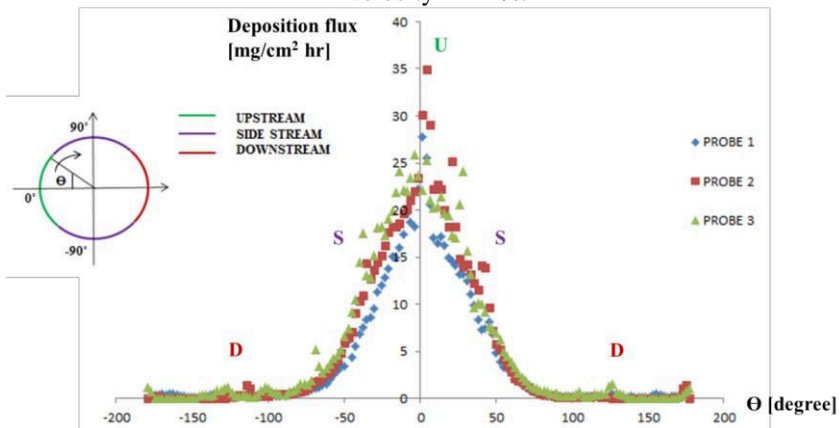 Deposition flux
[mg/cm² hr]
U
UPSTREAM
SIDE STREAM
DOWNSTREAM
90°
Θ
0°
-90°
40
35
30
25
20
15
10
5
0
PROBE 1
PROBE 2
PROBE 3
S
S
D
D
-200
-150
-100
-50
0
50
100
150
200
Θ [degree]